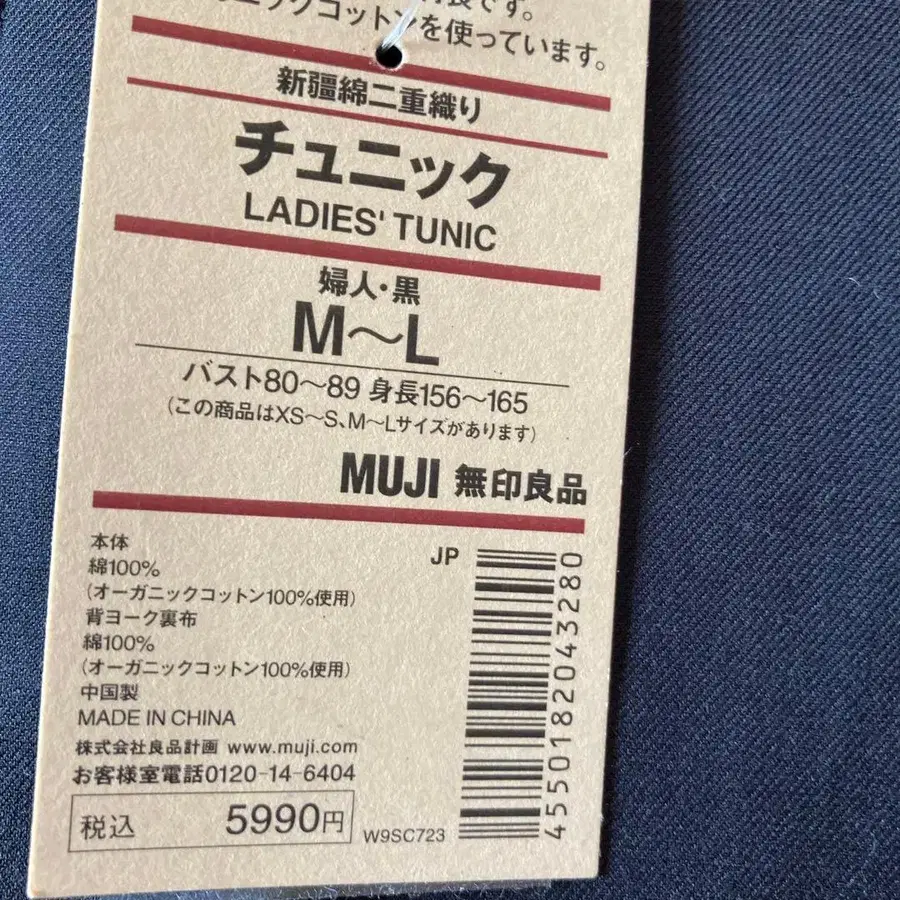 長です。
ニックコットンを使っています。
新疆綿二重織り
チュニック
LADIES' TUNIC
婦人・黒
M〜L
バスト80〜89 身長156〜165
(この商品はXS〜S、M〜Lサイズがあります)
MUJI 無印良品
本体
綿100%
(オーガニックコットン100%使用)
背ヨーク裏布
綿100%
(オーガニックコットン100%使用)
中国製
MADE IN CHINA
株式会社良品計画 www.muji.com
お客様室電話0120-14-6404
税込 5990円
W9SC723
JP
4550182043280